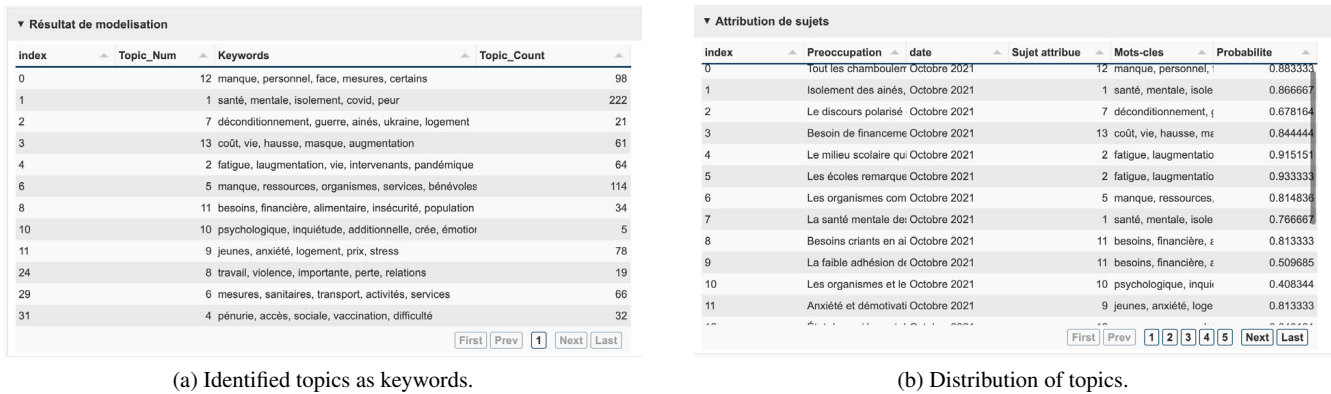 ▼ Résultat de modelisation
index Topic_Num Keywords Topic_Count
0 12 manque, personnel, face, mesures, certains 98
1 1 santé, mentale, isolement, covid, peur 222
2 7 déconditionnement, guerre, ainés, ukraine, logement 21
3 13 coût, vie, hausse, masque, augmentation 61
4 2 fatigue, laugmentation, vie, intervenants, pandémique 64
6 5 manque, ressources, organismes, services, bénévoles 114
8 11 besoins, financière, alimentaire, insécurité, population 34
10 10 psychologique, inquiétude, additionnelle, crée, émotion 5
11 9 jeunes, anxiété, logement, prix, stress 78
24 8 travail, violence, importante, perte, relations 19
29 6 mesures, sanitaires, transport, activités, services 66
31 4 pénurie, accès, sociale, vaccination, difficulté 32
First Prev 1 Next Last
(a) Identified topics as keywords.
▼ Attribution de sujets
index Preoccupation date Sujet attribue Mots-cles Probabilite
0 Tout les chamboulem Octobre 2021 12 manque, personnel, 0.883333
1 Isolement des ainés, Octobre 2021 1 santé, mentale, isole 0.866667
2 Le discours polarisé Octobre 2021 7 déconditionnement, 0.678164
3 Besoin de financeme Octobre 2021 13 coût, vie, hausse, ma 0.844444
4 Le milieu scolaire qui Octobre 2021 2 fatigue, laugmentatio 0.915151
5 Les écoles remarque Octobre 2021 2 fatigue, laugmentatio 0.933333
6 Les organismes com Octobre 2021 5 manque, ressources, 0.814836
7 La santé mentale des Octobre 2021 1 santé, mentale, isole 0.766667
8 Besoins criants en ai Octobre 2021 11 besoins, financière, a 0.813333
9 La faible adhésion de Octobre 2021 11 besoins, financière, a 0.509685
10 Les organismes et le Octobre 2021 10 psychologique, inquié 0.408344
11 Anxiété et démotivati Octobre 2021 9 jeunes, anxiété, loge 0.813333
First Prev 1 2 3 4 5 Next Last
(b) Distribution of topics.